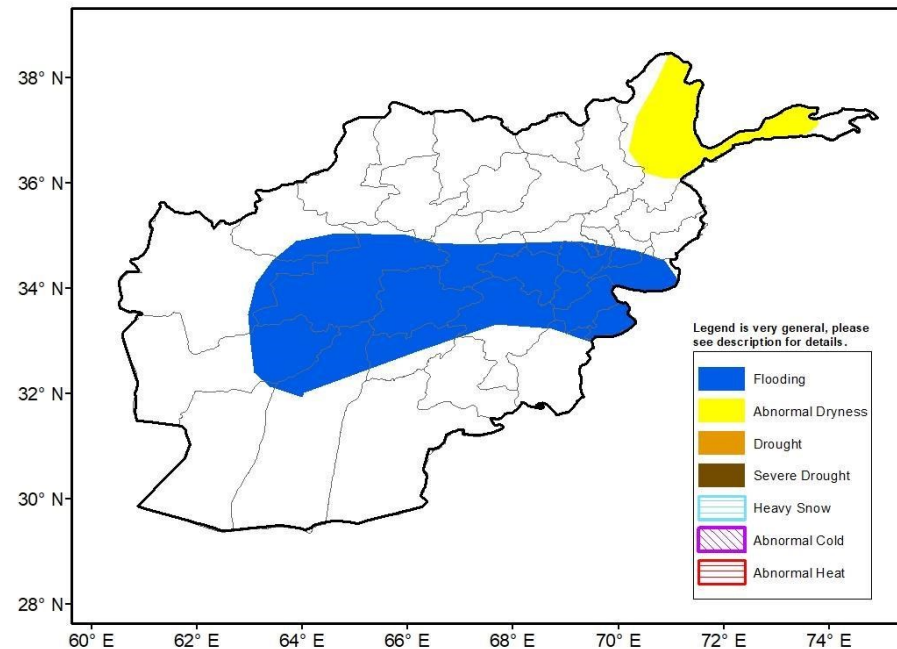 38° N
36° N
34° N
32° N
30° N
28° N
60° E
62° E
64° E
66° E
68° E
70° E
72° E
74° E
Legend is very general, please
see description for details.
Flooding
Abnormal Dryness
Drought
Severe Drought
Heavy Snow
Abnormal Cold
Abnormal Heat